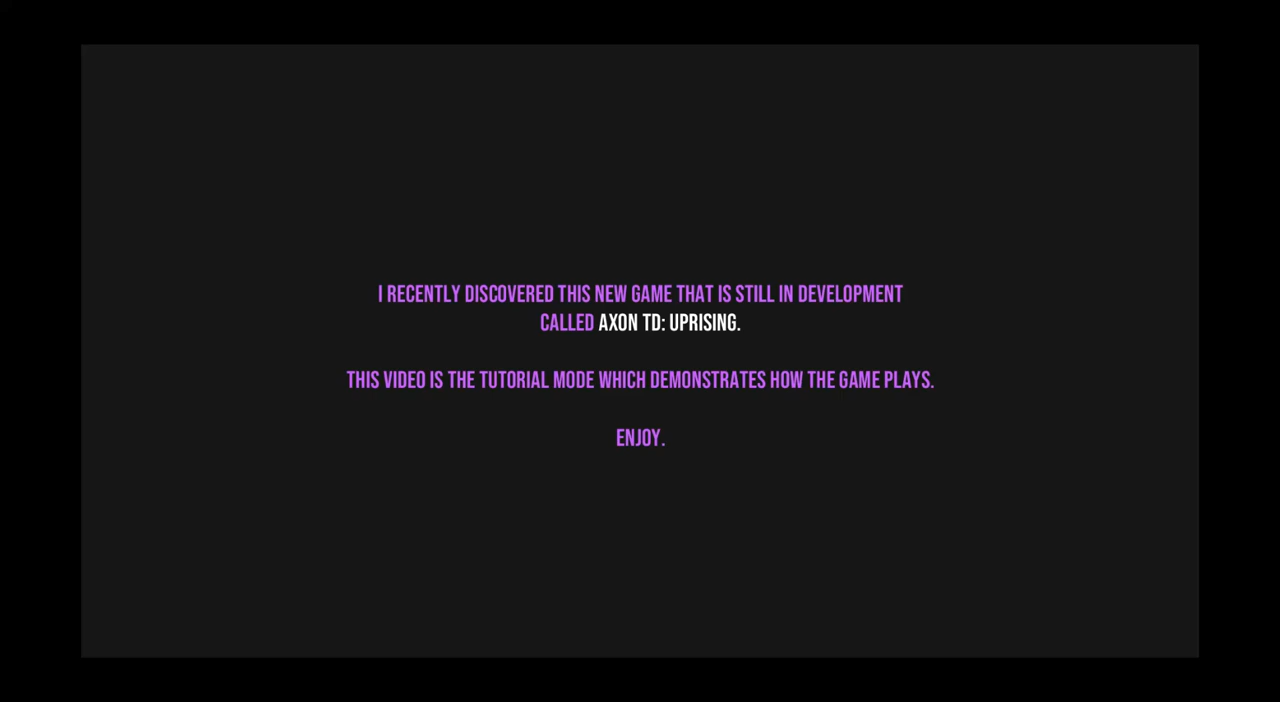 I RECENTLY DISCOVERED THIS NEW GAME THAT IS STILL IN DEVELOPMENT
CALLED AXON TD: UPRISING.
THIS VIDEO IS THE TUTORIAL MODE WHICH DEMONSTRATES HOW THE GAME PLAYS.
ENJOY.